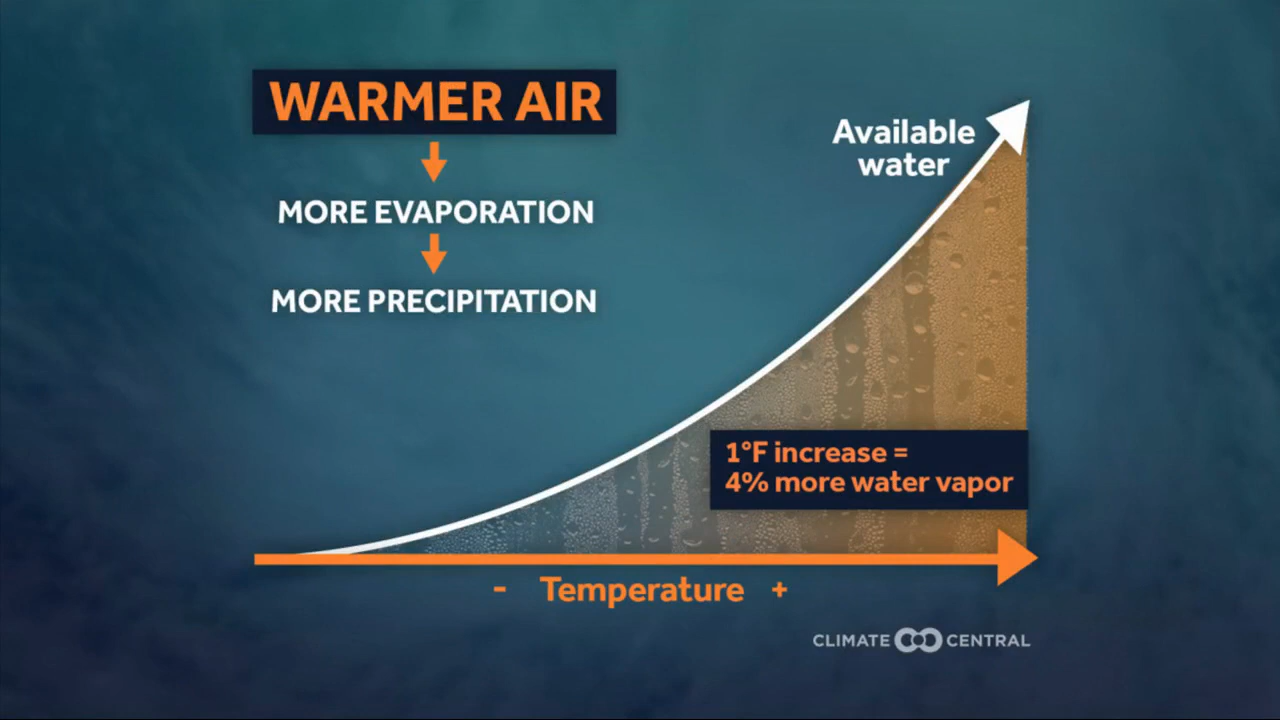 WARMER AIR
MORE EVAPORATION
MORE PRECIPITATION
Available
water
1°F increase =
4% more water vapor
- Temperature +
CLIMATE CENTRAL